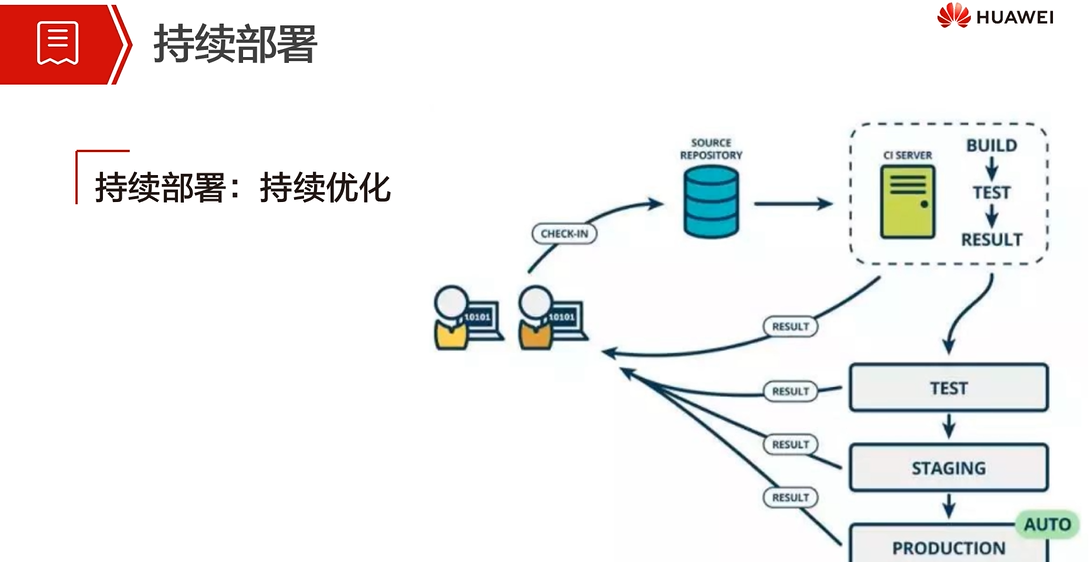 持续部署
HUAWEI
持续部署：持续优化
SOURCE
REPOSITORY
CI SERVER
BUILD
TEST
RESULT
CHECK-IN
10101
10101
RESULT
RESULT
RESULT
RESULT
TEST
STAGING
AUTO
PRODUCTION